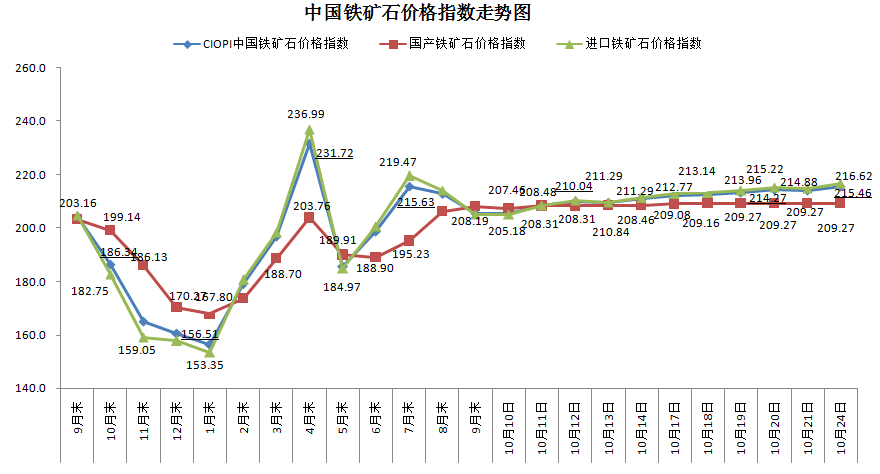 中国铁矿石价格指数走势图
CIOPI中国铁矿石价格指数 国产铁矿石价格指数 进口铁矿石价格指数
260.0
240.0
220.0
200.0
180.0
160.0
140.0
203.16
199.14
186.34
182.75
186.13
159.05
170.27
156.51
167.80
153.35
188.70
236.99
231.72
203.76
189.91
184.97
188.90
219.47
215.63
195.23
208.19
207.46
205.18
208.48
208.31
210.04
208.31
211.29
210.84
211.29
208.46
212.77
209.08
213.14
209.16
213.96
209.27
215.22
214.27
209.27
214.88
209.27
216.62
215.46
209.27
9月末
10月末
11月末
12月末
1月末
2月末
3月末
4月末
5月末
6月末
7月末
8月末
9月末
10月10日
10月11日
10月12日
10月13日
10月14日
10月17日
10月18日
10月19日
10月20日
10月21日
10月24日